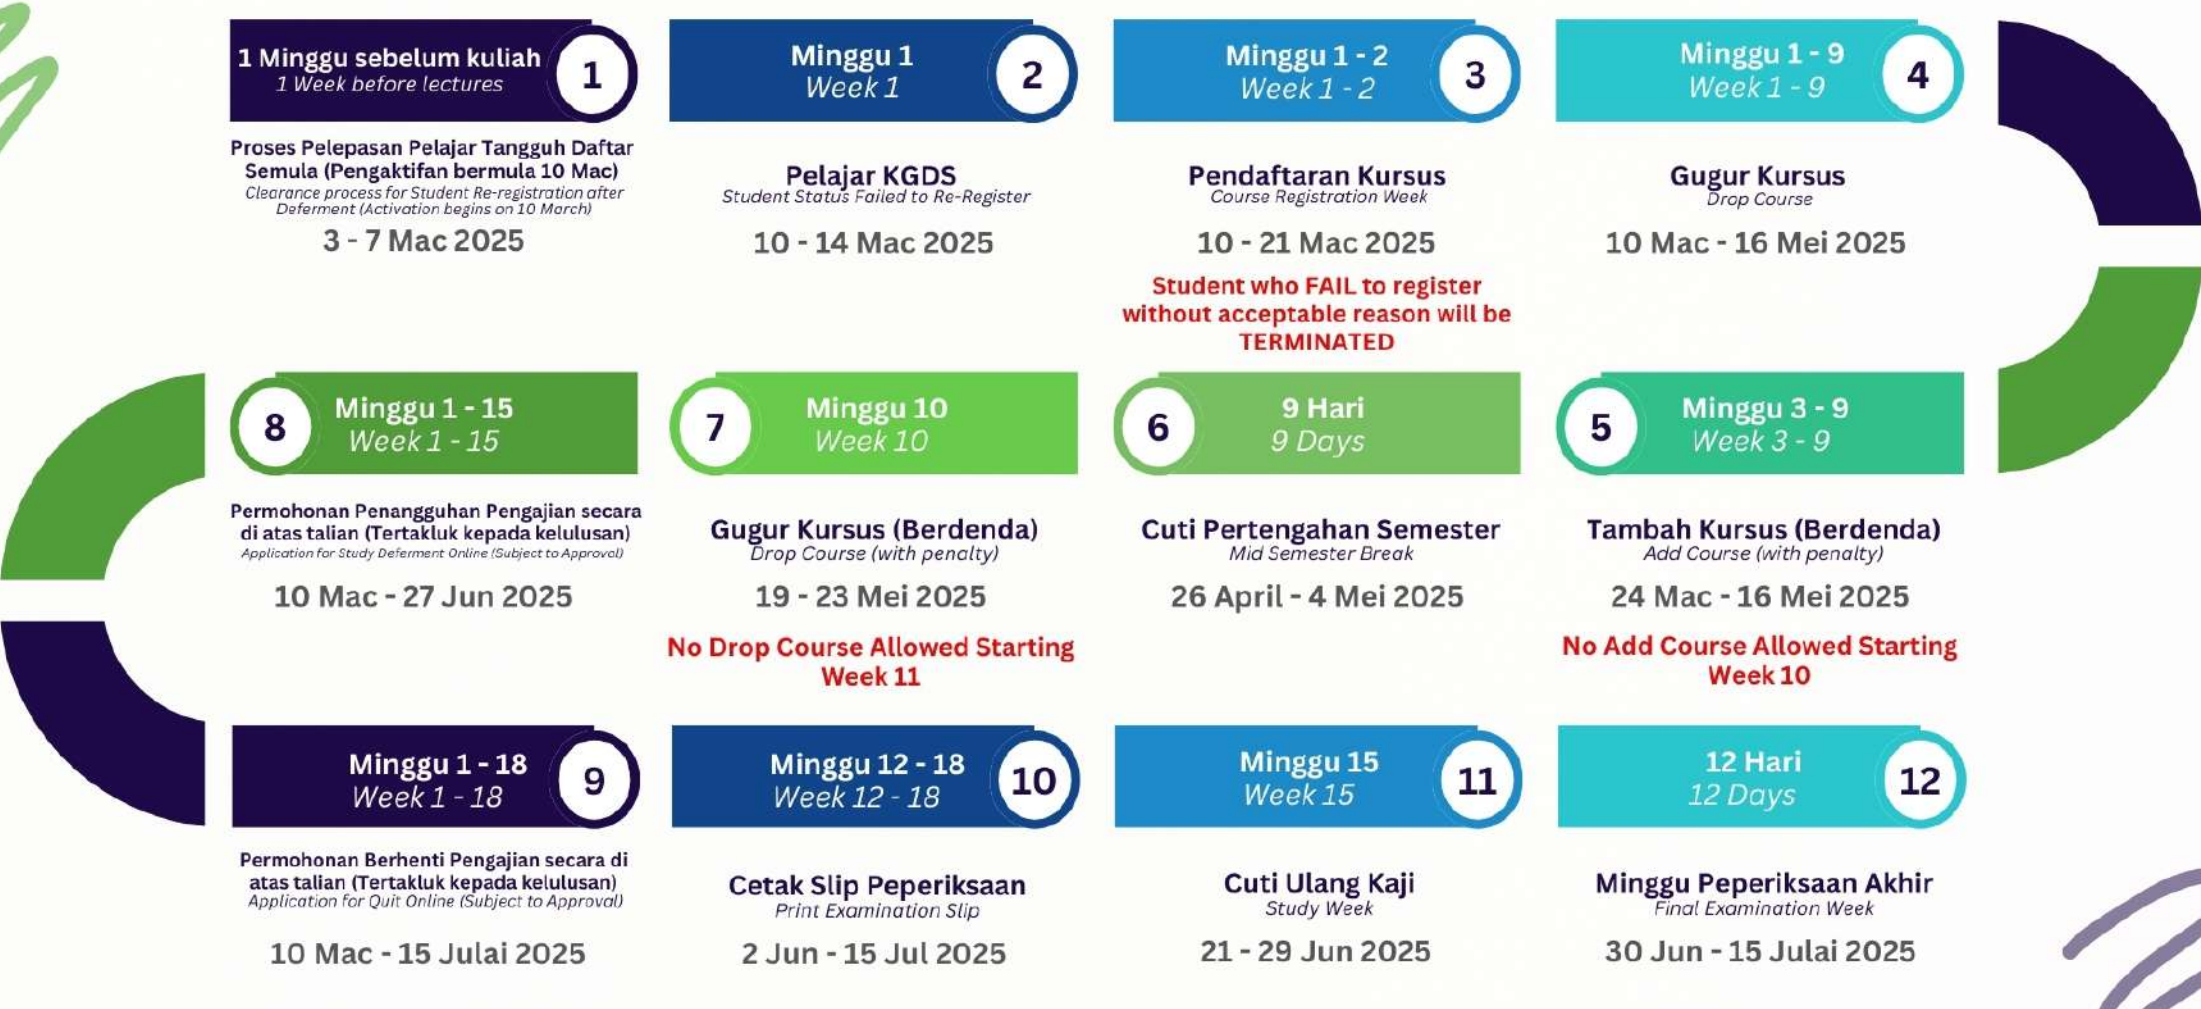 1 Minggu sebelum kuliah
1 Week before lectures
1
Proses Pelepasan Pelajar Tangguh Daftar
Semula (Pengaktifan bermula 10 Mac)
Clearance process for Student Re-registration after
Deferment (Activation begins on 10 March)
3 - 7 Mac 2025
Minggu 1
Week 1
2
Pelajar KGDS
Student Status Failed to Re-Register
10 - 14 Mac 2025
Minggu 1 - 2
Week 1 - 2
3
Pendaftaran Kursus
Course Registration Week
10 - 21 Mac 2025
Student who FAIL to register
without acceptable reason will be
TERMINATED
Minggu 1 - 9
Week 1 - 9
4
Gugur Kursus
Drop Course
10 Mac - 16 Mei 2025
5
Minggu 3 - 9
Week 3 - 9
Tambah Kursus (Berdenda)
Add Course (with penalty)
24 Mac - 16 Mei 2025
No Add Course Allowed Starting
Week 10
6
9 Hari
9 Days
Cuti Pertengahan Semester
Mid Semester Break
26 April - 4 Mei 2025
7
Minggu 10
Week 10
Gugur Kursus (Berdenda)
Drop Course (with penalty)
19 - 23 Mei 2025
No Drop Course Allowed Starting
Week 11
8
Minggu 1 - 15
Week 1 - 15
Permohonan Penangguhan Pengajian secara
di atas talian (Tertakluk kepada kelulusan)
Application for Study Deferment Online (Subject to Approval)
10 Mac - 27 Jun 2025
Minggu 1 - 18
Week 1 - 18
9
Permohonan Berhenti Pengajian secara di
atas talian (Tertakluk kepada kelulusan)
Application for Quit Online (Subject to Approval)
10 Mac - 15 Julai 2025
Minggu 12 - 18
Week 12 - 18
10
Cetak Slip Peperiksaan
Print Examination Slip
2 Jun - 15 Jul 2025
Minggu 15
Week 15
11
Cuti Ulang Kaji
Study Week
21 - 29 Jun 2025
12 Hari
12 Days
12
Minggu Peperiksaan Akhir
Final Examination Week
30 Jun - 15 Julai 2025